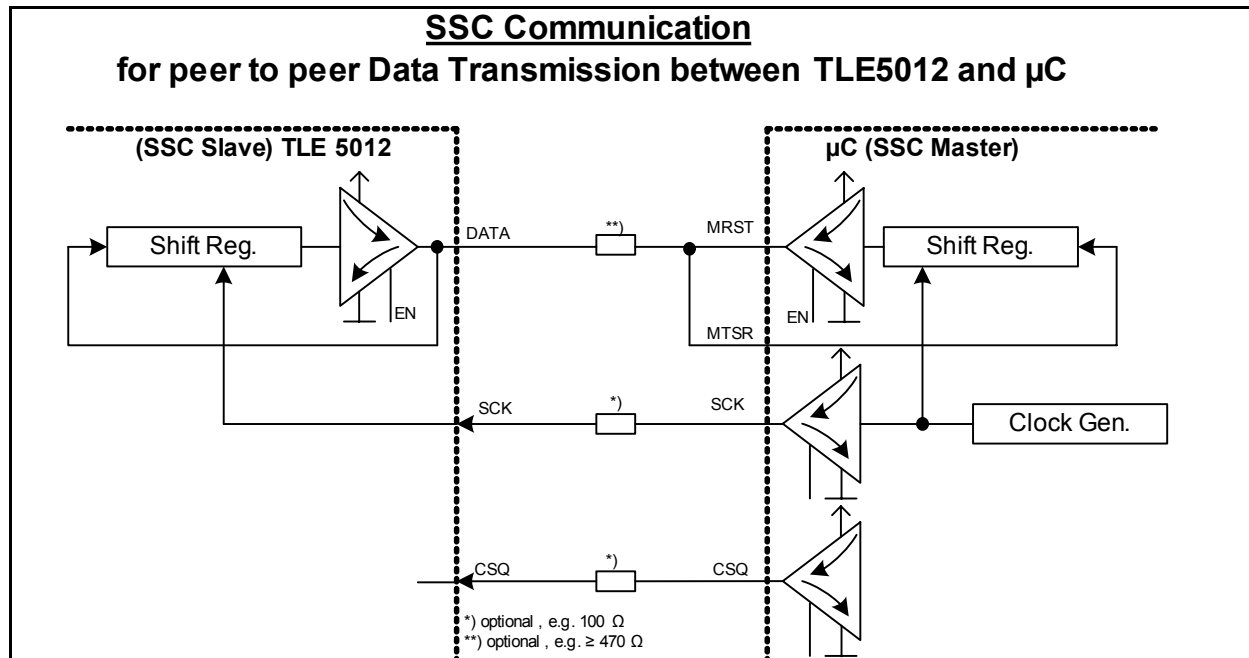 SSC Communication
for peer to peer Data Transmission between TLE5012 and µC
(SSC Slave) TLE 5012
µC (SSC Master)
Shift Reg.
EN
DATA
**)
MRST
MTSR
EN
Shift Reg.
SCK
*)
SCK
Clock Gen.
CSQ
*)
CSQ
*) optional , e.g. 100 Ω
**) optional , e.g. ≥ 470 Ω